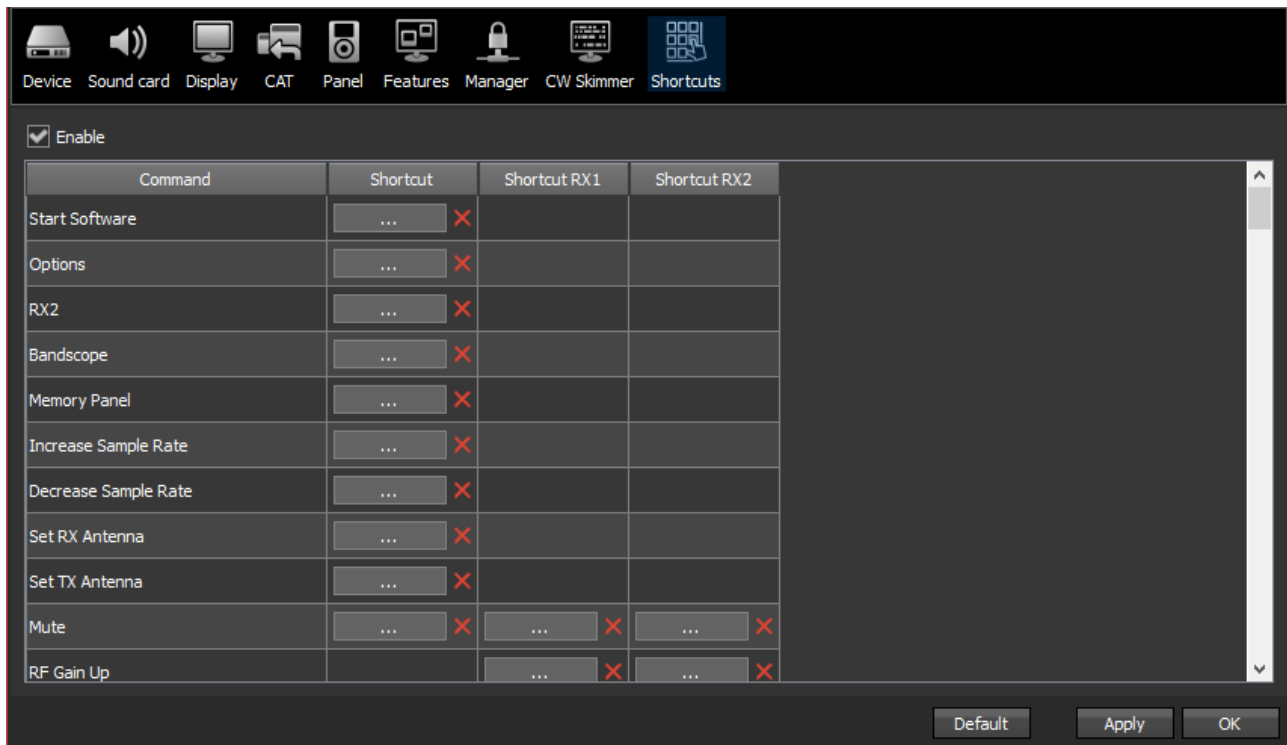 Device Sound card Display CAT Panel Features Manager CW Skimmer Shortcuts
Enable
Command Shortcut Shortcut RX1 Shortcut RX2
Start Software ...
Options ...
RX2 ...
Bandscope ...
Memory Panel ...
Increase Sample Rate ...
Decrease Sample Rate ...
Set RX Antenna ...
Set TX Antenna ...
Mute ... ... ...
RF Gain Up ... ...
Default Apply OK